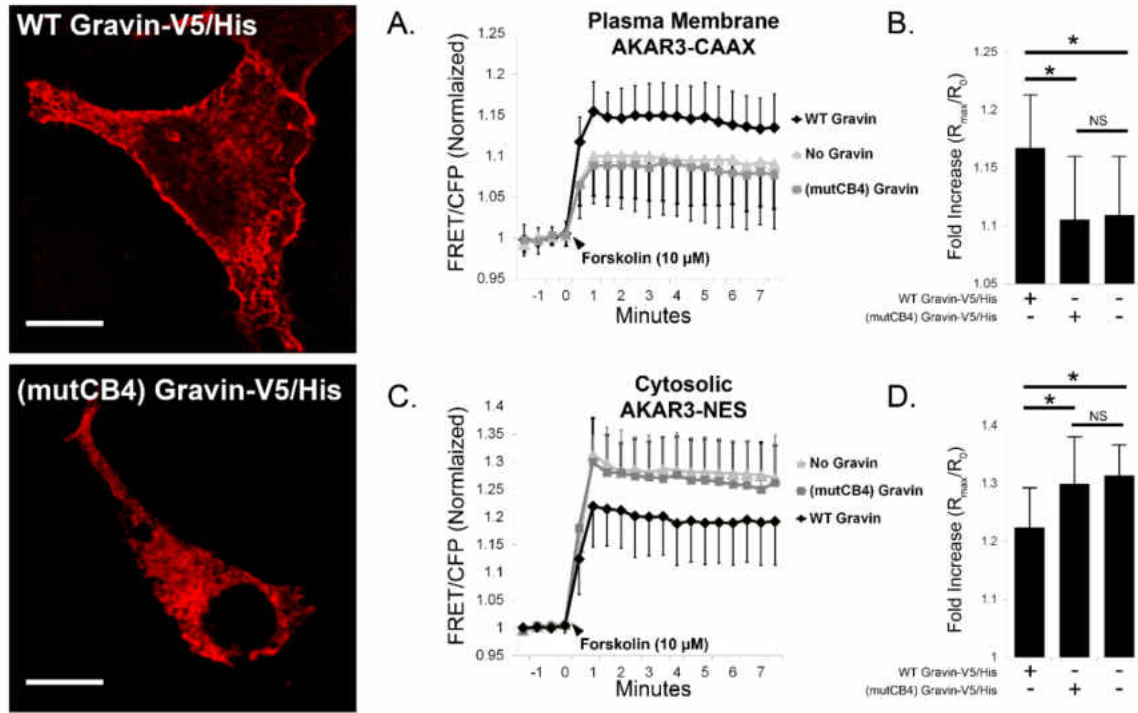 WT Gravin-V5/His
(mutCB4) Gravin-V5/His
A.
Plasma Membrane
AKAR3-CAAX
FRET/CFP (Normlaized)
1.25
1.2
1.15
1.1
1.05
1
0.95
WT Gravin
No Gravin
(mutCB4) Gravin
Forskolin (10 µM)
-1 0 1 2 3 4 5 6 7
Minutes
B.
Fold Increase (Rmax/R0)
1.25
1.2
1.15
1.1
1.05
*
*
NS
WT Gravin-V5/His + - -
(mutCB4) Gravin-V5/His - + -
C.
Cytosolic
AKAR3-NES
FRET/CFP (Normlaized)
1.4
1.35
1.3
1.25
1.2
1.15
1.1
1.05
1
0.95
No Gravin
(mutCB4) Gravin
WT Gravin
Forskolin (10 µM)
-1 0 1 2 3 4 5 6 7
Minutes
D.
Fold Increase (Rmax/R0)
1.4
1.3
1.2
1.1
1
*
*
NS
WT Gravin-V5/His + - -
(mutCB4) Gravin-V5/His - + -